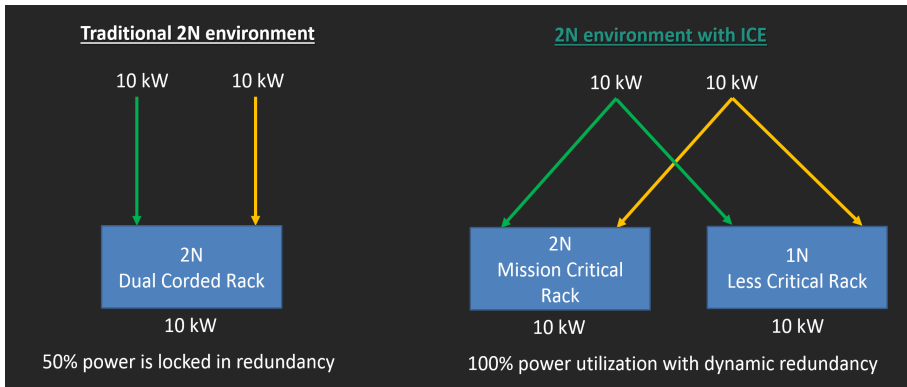 Traditional 2N environment
10 kW
10 kW
2N
Dual Corded Rack
10 kW
50% power is locked in redundancy
2N environment with ICE
10 kW
10 kW
2N
Mission Critical
Rack
10 kW
1N
Less Critical Rack
10 kW
100% power utilization with dynamic redundancy